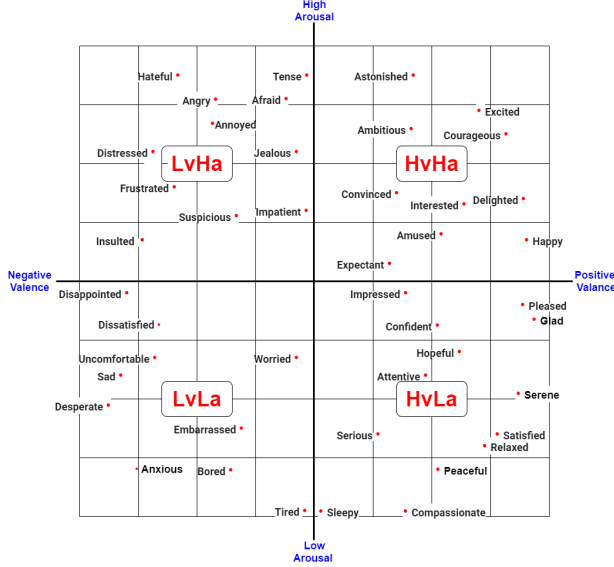 High
Arousal
Hateful
Tense
Astonished
Angry
Afraid
Excited
Annoyed
Ambitious
Courageous
Distressed
Jealous
LvHa
HvHa
Frustrated
Convinced
Interested
Delighted
Suspicious
Impatient
Insulted
Amused
Happy
Expectant
Negative
Valence
Positive
Valance
Disappointed
Impressed
Pleased
Glad
Dissatisfied
Confident
Uncomfortable
Worried
Hopeful
Sad
Attentive
LvLa
HvLa
Serene
Desperate
Embarrassed
Serious
Satisfied
Relaxed
Anxious
Bored
Peaceful
Tired
Sleepy
Compassionate
Low
Arousal